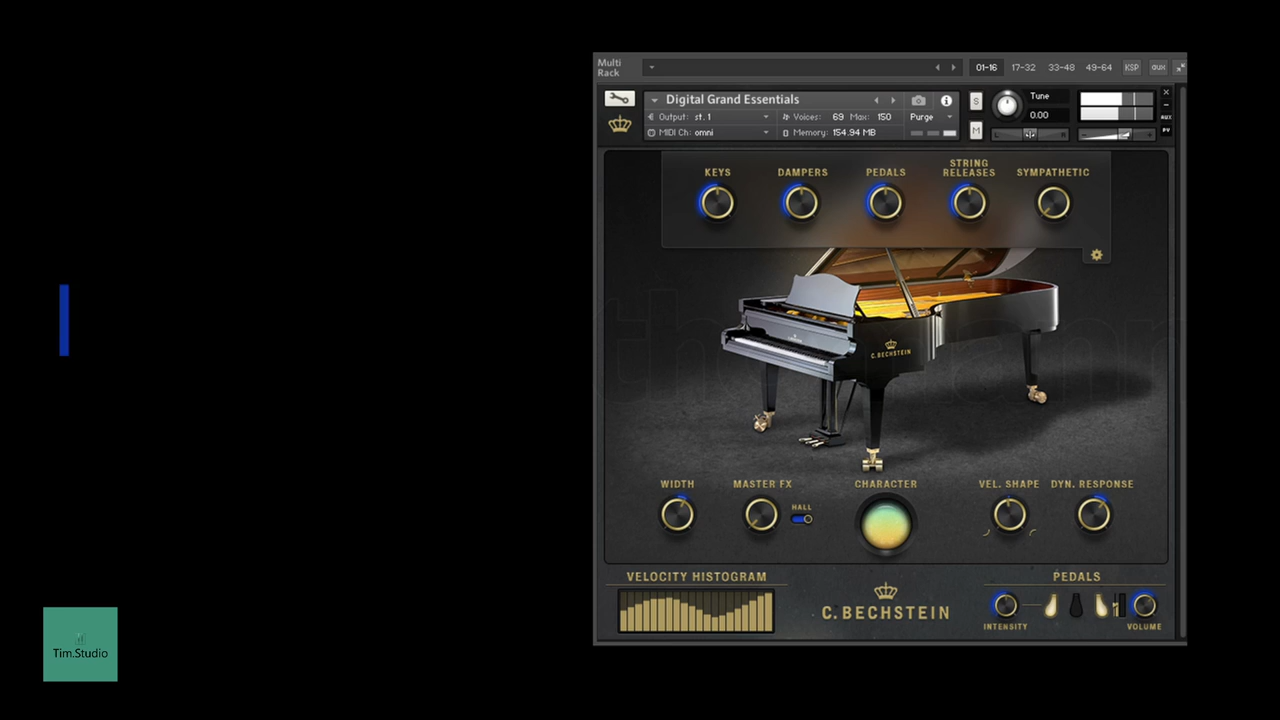 Multi
Rack
01-16 17-32 33-48 49-64 KSP aux
Digital Grand Essentials
Output: st. 1 Voices: 69 Max: 150 Purge
MIDI Ch: omni Memory: 154.94 MB
S
M
Tune
0.00
L R
AUX
PV
KEYS DAMPERS PEDALS STRING RELEASES SYMPATHETIC
thomann
C.BECHSTEIN
WIDTH MASTER FX CHARACTER VEL. SHAPE DYN. RESPONSE
HALL
VELOCITY HISTOGRAM
C.BECHSTEIN
PEDALS
INTENSITY VOLUME
Tim.Studio